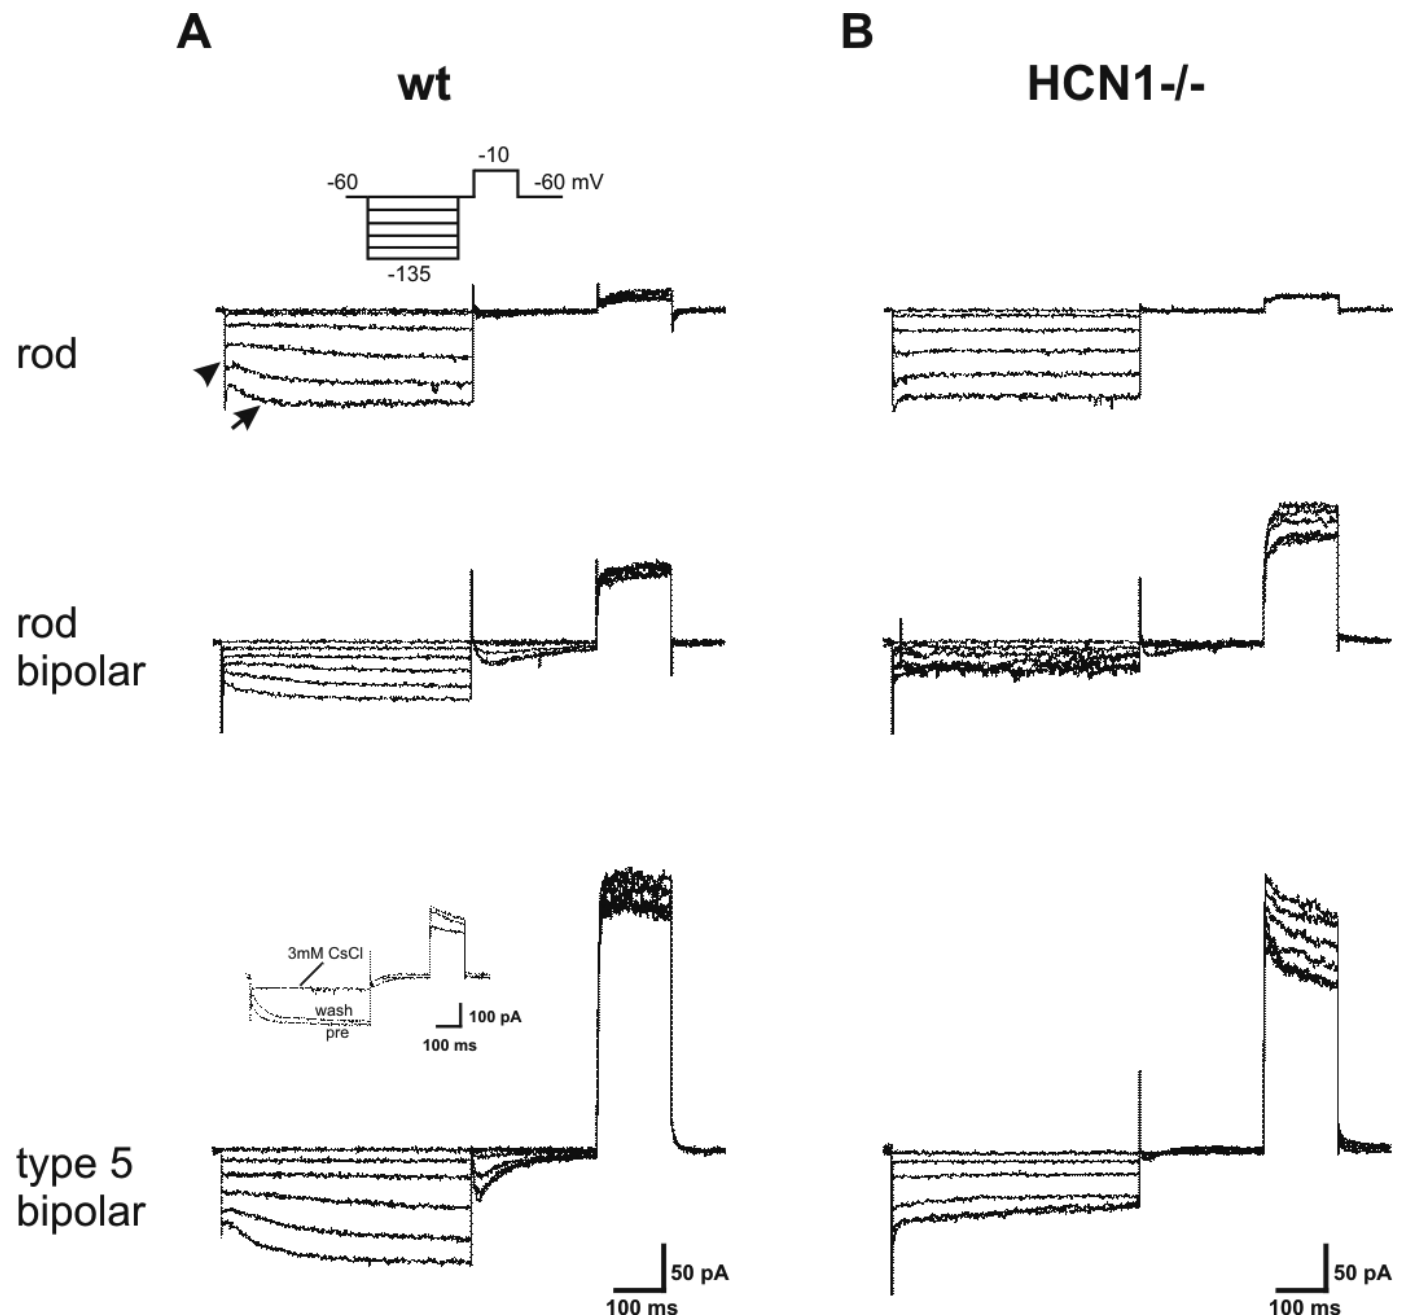 A
B
wt
HCN1-/-
-10
-60
-60 mV
-135
rod
rod
bipolar
3mM CsCl
wash
pre
100 pA
100 ms
type 5
bipolar
50 pA
100 ms
50 pA
100 ms